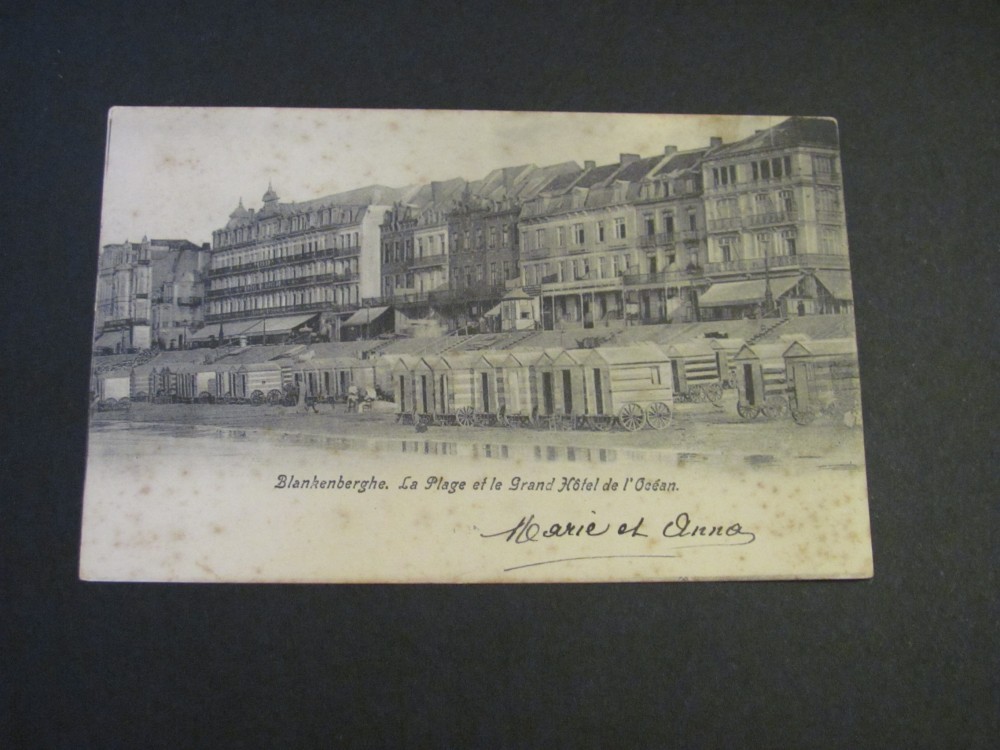 Blankenberghe. La Plage et le Grand Hôtel de l'Océan.
Marie et Anna